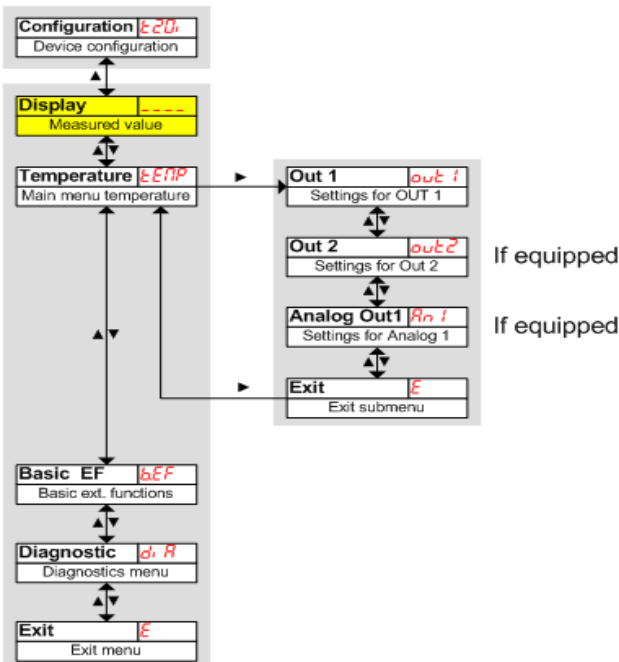 Configuration t20i
Device configuration
▲
Display _ _ _ _
Measured value
▲▼
Temperature tEMP
Main menu temperature
►
Out 1 out 1
Settings for OUT 1
▲▼
Out 2 out2
Settings for Out 2
If equipped
▲▼
Analog Out1 An 1
Settings for Analog 1
If equipped
▲▼
▲▼
►
Exit E
Exit submenu
Basic EF b.EF
Basic ext. functions
▲▼
Diagnostic di A
Diagnostics menu
▲▼
Exit E
Exit menu